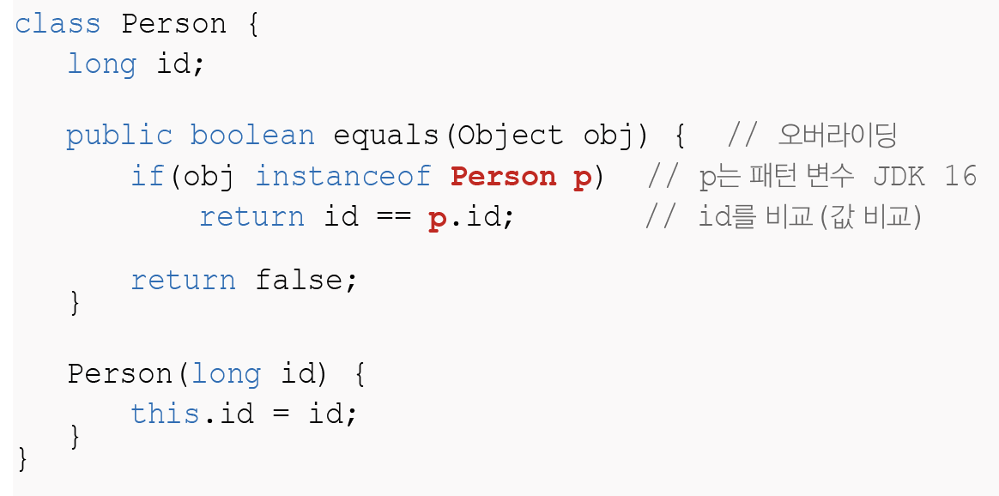 class Person {
long id;
public boolean equals(Object obj) { // 오버라이딩
if(obj instanceof Person p) // p는 패턴 변수 JDK 16
return id == p.id; // id를 비교(값 비교)
return false;
}
Person(long id) {
this.id = id;
}
}